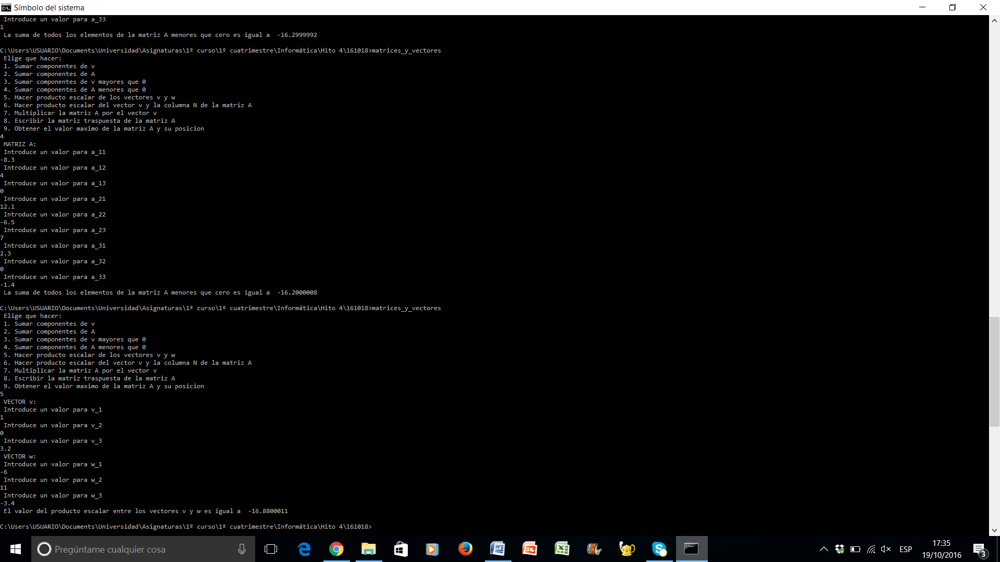 Símbolo del sistema
Introduce un valor para a_33
1
La suma de todos los elementos de la matriz A menores que cero es igual a  -16.2999992
C:\Users\USUARIO\Documents\Universidad\Asignaturas\1º curso\1º cuatrimestre\Informática\Hito 4\161018>matrices_y_vectores
Elige que hacer:
1. Sumar componentes de v
2. Sumar componentes de A
3. Sumar componentes de v mayores que 0
4. Sumar componentes de A menores que 0
5. Hacer producto escalar de los vectores v y w
6. Hacer producto escalar del vector v y la columna N de la matriz A
7. Multiplicar la matriz A por el vector v
8. Escribir la matriz traspuesta de la matriz A
9. Obtener el valor maximo de la matriz A y su posicion
4
MATRIZ A:
Introduce un valor para a_11
-8.3
Introduce un valor para a_12
4
Introduce un valor para a_13
0
Introduce un valor para a_21
12.1
Introduce un valor para a_22
-6.5
Introduce un valor para a_23
7
Introduce un valor para a_31
2.3
Introduce un valor para a_32
0
Introduce un valor para a_33
-1.4
La suma de todos los elementos de la matriz A menores que cero es igual a  -16.2000008
C:\Users\USUARIO\Documents\Universidad\Asignaturas\1º curso\1º cuatrimestre\Informática\Hito 4\161018>matrices_y_vectores
Elige que hacer:
1. Sumar componentes de v
2. Sumar componentes de A
3. Sumar componentes de v mayores que 0
4. Sumar componentes de A menores que 0
5. Hacer producto escalar de los vectores v y w
6. Hacer producto escalar del vector v y la columna N de la matriz A
7. Multiplicar la matriz A por el vector v
8. Escribir la matriz traspuesta de la matriz A
9. Obtener el valor maximo de la matriz A y su posicion
5
VECTOR v:
Introduce un valor para v_1
1
Introduce un valor para v_2
0
Introduce un valor para v_3
3.2
VECTOR w:
Introduce un valor para w_1
-6
Introduce un valor para w_2
11
Introduce un valor para w_3
-3.4
El valor del producto escalar entre los vectores v y w es igual a  -16.8800011
C:\Users\USUARIO\Documents\Universidad\Asignaturas\1º curso\1º cuatrimestre\Informática\Hito 4\161018>
Pregúntame cualquier cosa
ESP
17:35
19/10/2016
3